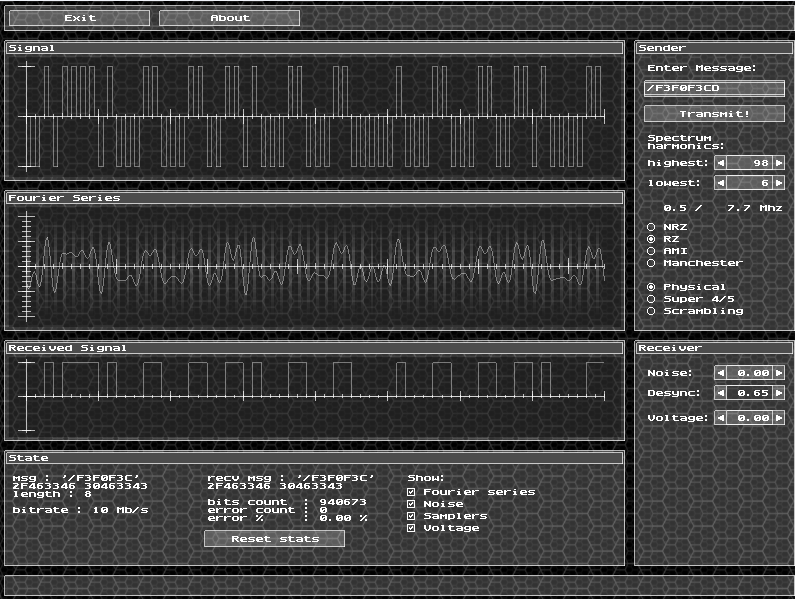 Exit
About
Signal
Fourier Series
Received Signal
State
msg : '/F3F0F3C'
2F463346 30463343
length : 8
bitrate : 10 Mb/s
recv msg : '/F3F0F3C'
2F463346 30463343
bits count : 940673
error count : 0
error % : 0.00 %
Reset stats
Show:
Fourier series
Noise
Samplers
Voltage
Sender
Enter Message:
/F3F0F3CD
Transmit!
Spectrum
harmonics:
highest: 98
lowest: 6
0.5 / 7.7 Mhz
NRZ
RZ
AMI
Manchester
Physical
Super 4/5
Scrambling
Receiver
Noise: 0.00
Desync: 0.65
Voltage: 0.00